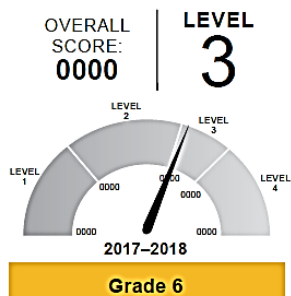 OVERALL
SCORE:
0000
LEVEL
3
LEVEL
2
LEVEL
3
LEVEL
1
LEVEL
4
0000
0000
0000
0000
0000
2017–2018
Grade 6